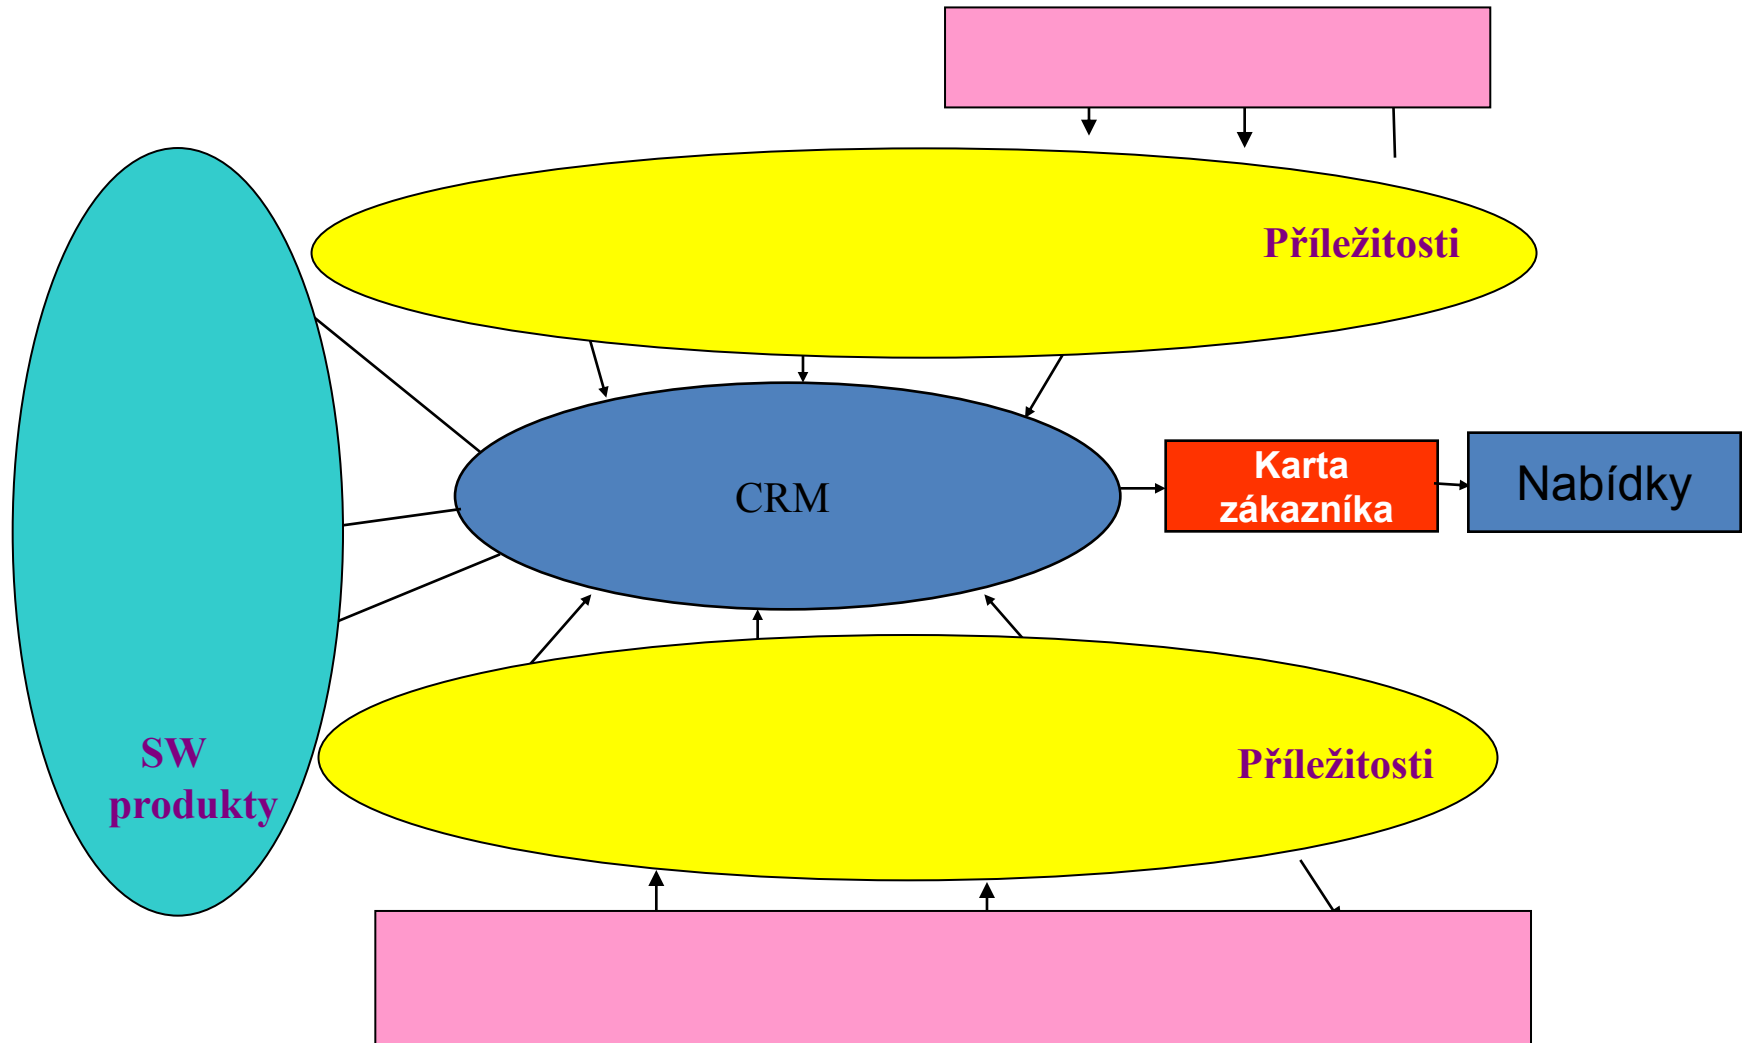 Příležitosti
CRM
Karta
zákazníka
Nabídky
SW
produkty
Příležitosti